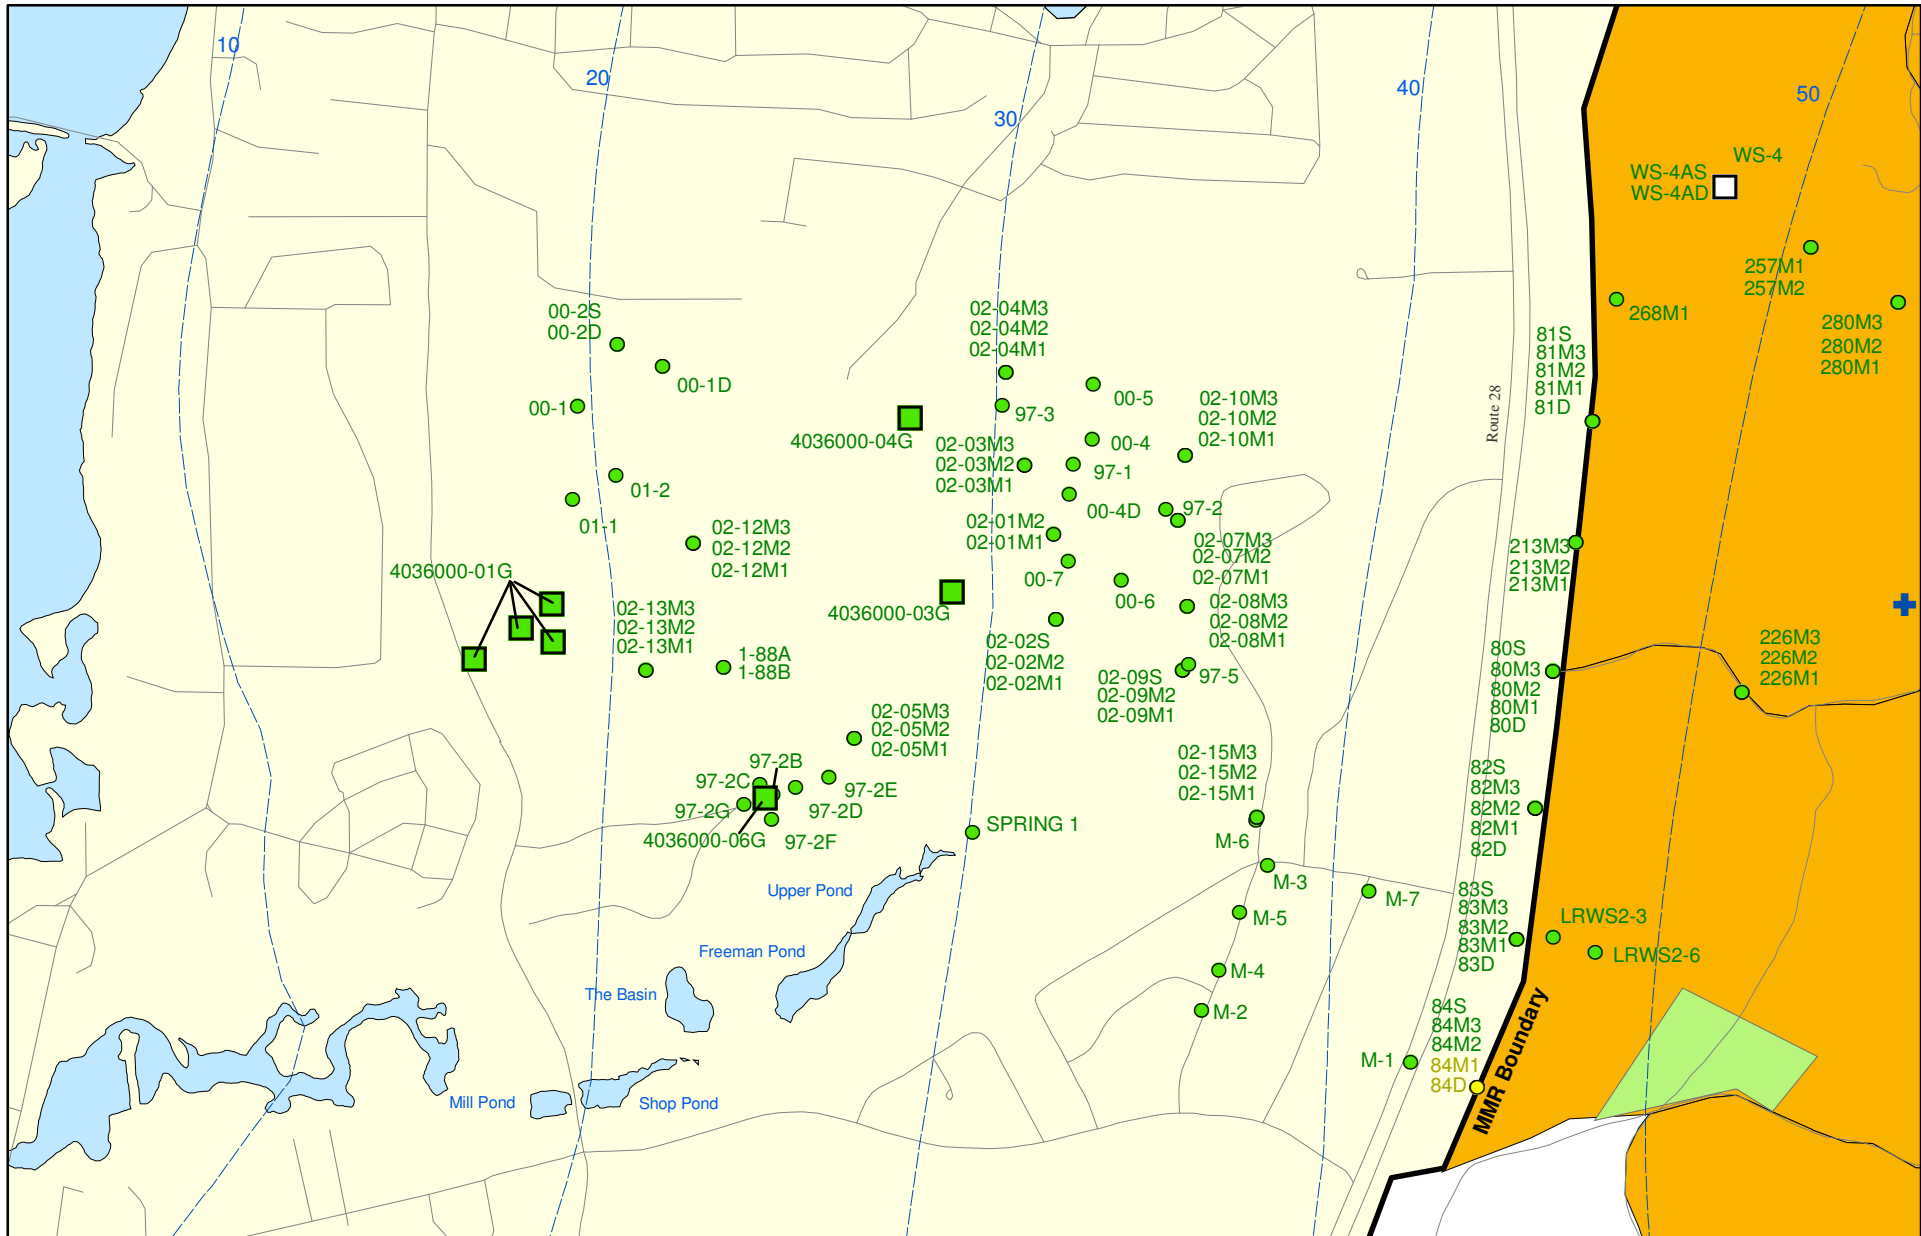 10
20
30
40
50
WS-4
WS-4AS
WS-4AD
257M1
257M2
268M1
280M3
280M2
280M1
00-2S
00-2D
00-1D
00-1
02-04M3
02-04M2
02-04M1
00-5
97-3
4036000-04G
02-10M3
02-10M2
02-10M1
00-4
02-03M3
02-03M2
02-03M1
97-1
81S
81M3
81M2
81M1
81D
Route 28
01-2
01-1
00-4D
97-2
02-12M3
02-12M2
02-12M1
02-01M2
02-01M1
02-07M3
02-07M2
02-07M1
213M3
213M2
213M1
4036000-01G
00-7
00-6
4036000-03G
02-13M3
02-13M2
02-13M1
02-08M3
02-08M2
02-08M1
1-88A
1-88B
02-02S
02-02M2
02-02M1
02-09S
02-09M2
02-09M1
97-5
80S
80M3
80M2
80M1
80D
226M3
226M2
226M1
02-05M3
02-05M2
02-05M1
97-2B
97-2C
97-2E
97-2G
97-2D
4036000-06G
97-2F
02-15M3
02-15M2
02-15M1
82S
82M3
82M2
82M1
82D
SPRING 1
M-6
M-3
M-7
M-5
Upper Pond
83S
83M3
83M2
83M1
83D
LRWS2-3
LRWS2-6
Freeman Pond
M-4
The Basin
M-2
84S
84M3
84M2
84M1
84D
M-1
MMR Boundary
Mill Pond
Shop Pond